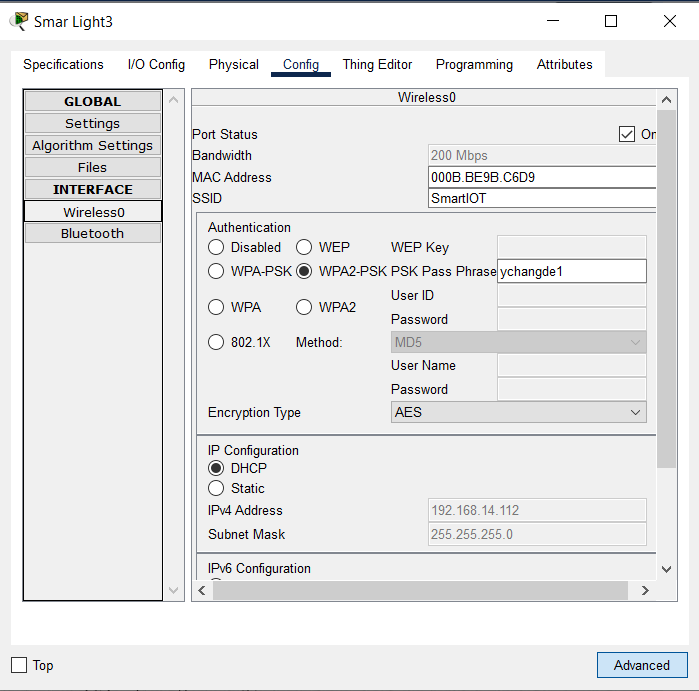 Smar Light3
Specifications I/O Config Physical Config Thing Editor Programming Attributes
GLOBAL
Settings
Algorithm Settings
Files
INTERFACE
Wireless0
Bluetooth
Wireless0
Port Status On
Bandwidth 200 Mbps
MAC Address 000B.BE9B.C6D9
SSID SmartIOT
Authentication
Disabled WEP WEP Key
WPA-PSK WPA2-PSK PSK Pass Phrase ychangde1
User ID
WPA WPA2
Password
802.1X Method: MD5
User Name
Password
Encryption Type AES
IP Configuration
DHCP
Static
IPv4 Address 192.168.14.112
Subnet Mask 255.255.255.0
IPv6 Configuration
Top Advanced